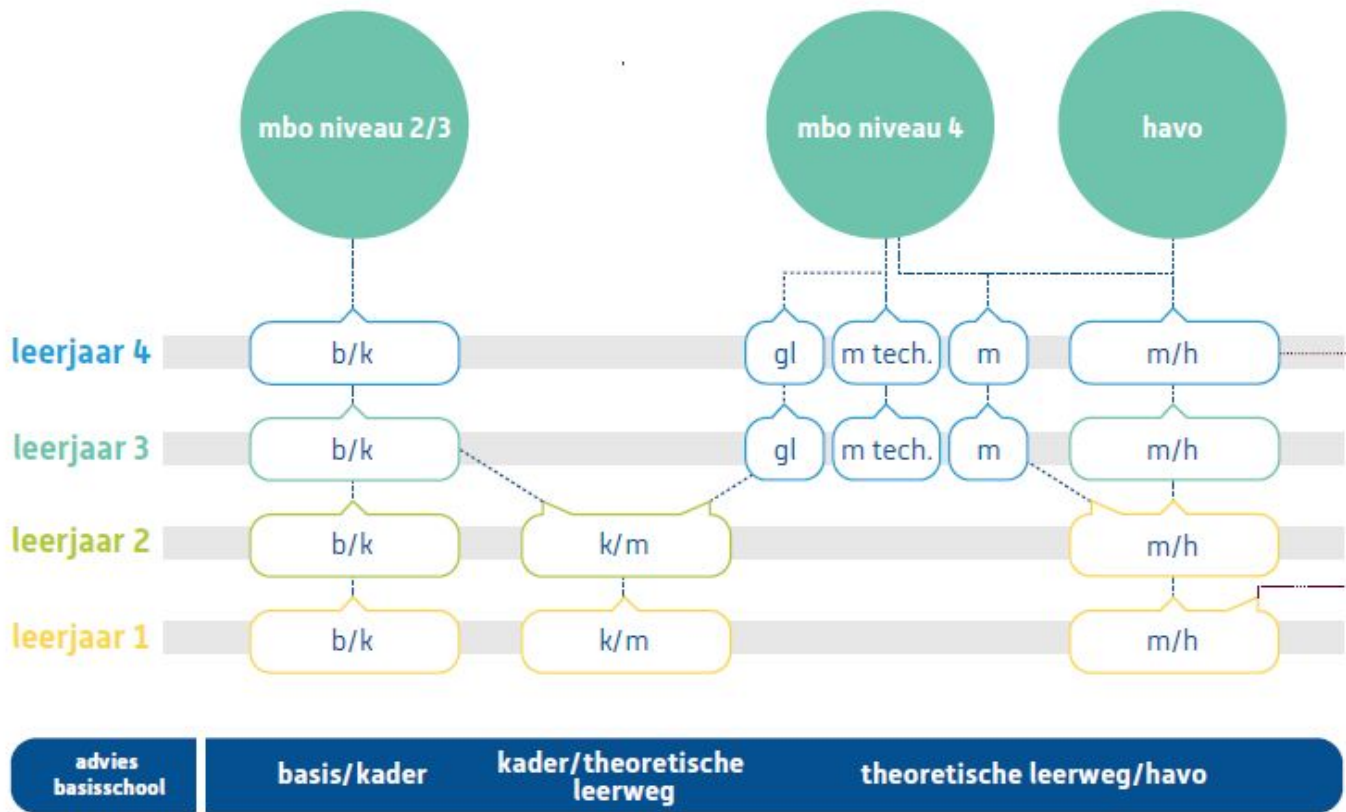 mbo niveau 2/3
mbo niveau 4
havo
leerjaar 4
b/k
gl
m tech.
m
m/h
leerjaar 3
b/k
gl
m tech.
m
m/h
leerjaar 2
b/k
k/m
m/h
leerjaar 1
b/k
k/m
m/h
advies
basisschool
basis/kader
kader/theoretische
leerweg
theoretische leerweg/havo